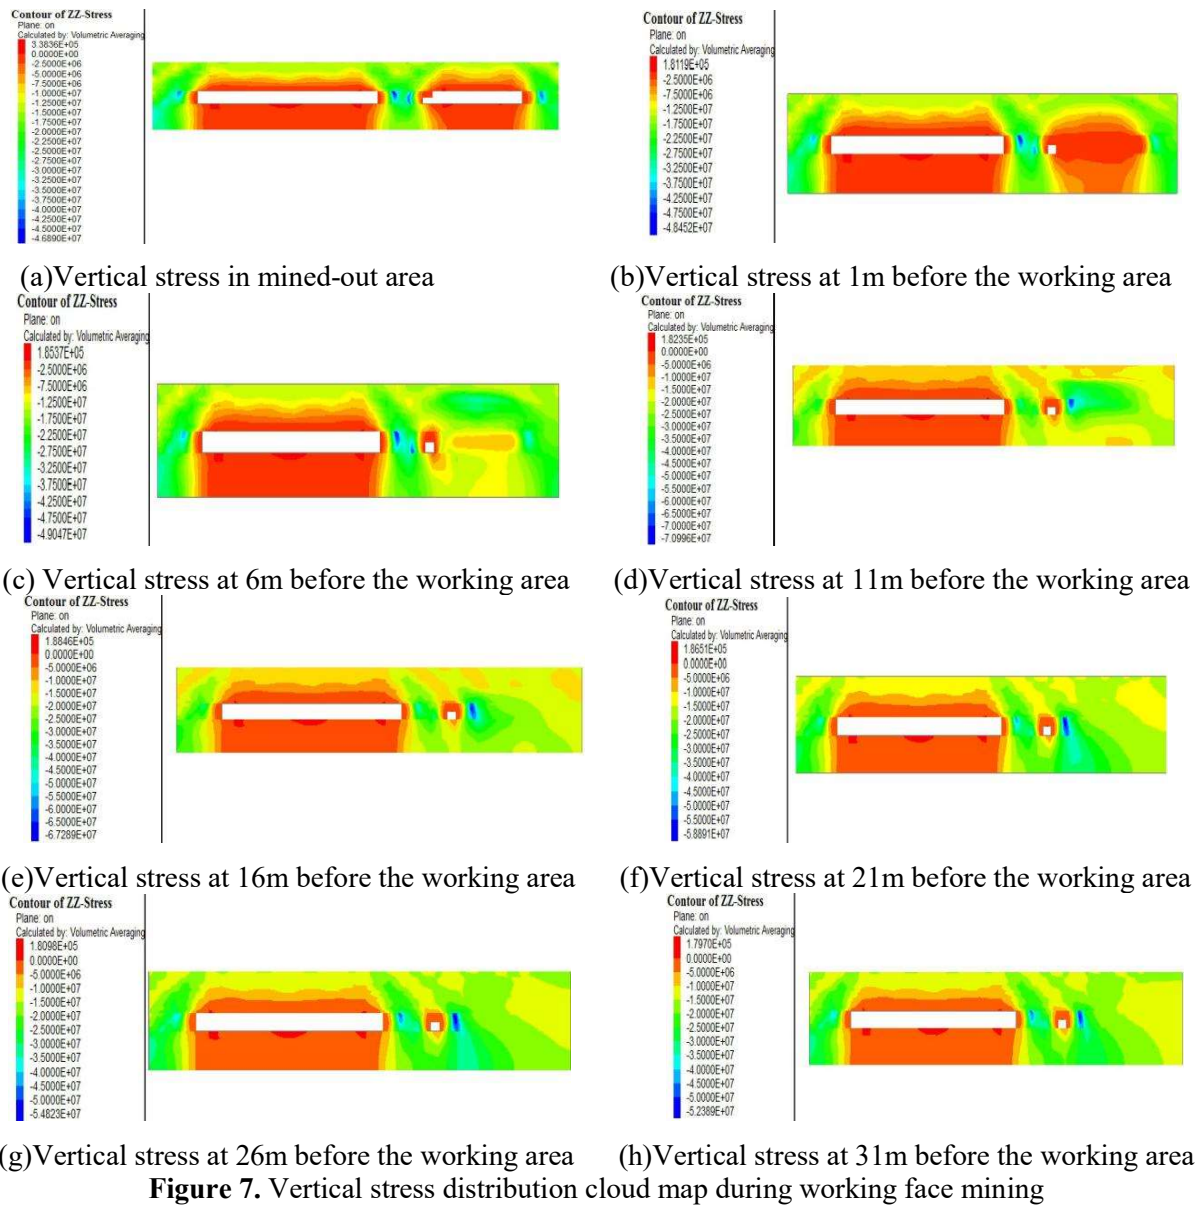 Contour of ZZ-Stress
Plane: on
Calculated by: Volumetric Averaging
3.3836E+05
0.0000E+00
-2.5000E+06
-5.0000E+06
-7.5000E+06
-1.0000E+07
-1.2500E+07
-1.5000E+07
-1.7500E+07
-2.0000E+07
-2.2500E+07
-2.5000E+07
-2.7500E+07
-3.0000E+07
-3.2500E+07
-3.5000E+07
-3.7500E+07
-4.0000E+07
-4.2500E+07
-4.5000E+07
-4.6890E+07
(a)Vertical stress in mined-out area
Contour of ZZ-Stress
Plane: on
Calculated by: Volumetric Averaging
1.8119E+05
-2.5000E+06
-7.5000E+06
-1.2500E+07
-1.7500E+07
-2.2500E+07
-2.7500E+07
-3.2500E+07
-3.7500E+07
-4.2500E+07
-4.7500E+07
-4.8452E+07
(b)Vertical stress at 1m before the working area
Contour of ZZ-Stress
Plane: on
Calculated by: Volumetric Averaging
1.8537E+05
-2.5000E+06
-7.5000E+06
-1.2500E+07
-1.7500E+07
-2.2500E+07
-2.7500E+07
-3.2500E+07
-3.7500E+07
-4.2500E+07
-4.7500E+07
-4.9047E+07
(c) Vertical stress at 6m before the working area
Contour of ZZ-Stress
Plane: on
Calculated by: Volumetric Averaging
1.8235E+05
0.0000E+00
-5.0000E+06
-1.0000E+07
-1.5000E+07
-2.0000E+07
-2.5000E+07
-3.0000E+07
-3.5000E+07
-4.0000E+07
-4.5000E+07
-5.0000E+07
-5.5000E+07
-6.0000E+07
-6.5000E+07
-7.0000E+07
-7.0996E+07
(d)Vertical stress at 11m before the working area
Contour of ZZ-Stress
Plane: on
Calculated by: Volumetric Averaging
1.8846E+05
0.0000E+00
-5.0000E+06
-1.0000E+07
-1.5000E+07
-2.0000E+07
-2.5000E+07
-3.0000E+07
-3.5000E+07
-4.0000E+07
-4.5000E+07
-5.0000E+07
-5.5000E+07
-6.0000E+07
-6.5000E+07
-6.7289E+07
(e)Vertical stress at 16m before the working area
Contour of ZZ-Stress
Plane: on
Calculated by: Volumetric Averaging
1.8651E+05
0.0000E+00
-5.0000E+06
-1.0000E+07
-1.5000E+07
-2.0000E+07
-2.5000E+07
-3.0000E+07
-3.5000E+07
-4.0000E+07
-4.5000E+07
-5.0000E+07
-5.5000E+07
-5.8891E+07
(f)Vertical stress at 21m before the working area
Contour of ZZ-Stress
Plane: on
Calculated by: Volumetric Averaging
1.8098E+05
0.0000E+00
-5.0000E+06
-1.0000E+07
-1.5000E+07
-2.0000E+07
-2.5000E+07
-3.0000E+07
-3.5000E+07
-4.0000E+07
-4.5000E+07
-5.0000E+07
-5.4823E+07
(g)Vertical stress at 26m before the working area
Contour of ZZ-Stress
Plane: on
Calculated by: Volumetric Averaging
1.7970E+05
0.0000E+00
-5.0000E+06
-1.0000E+07
-1.5000E+07
-2.0000E+07
-2.5000E+07
-3.0000E+07
-3.5000E+07
-4.0000E+07
-4.5000E+07
-5.0000E+07
-5.2389E+07
(h)Vertical stress at 31m before the working area
Figure 7. Vertical stress distribution cloud map during working face mining